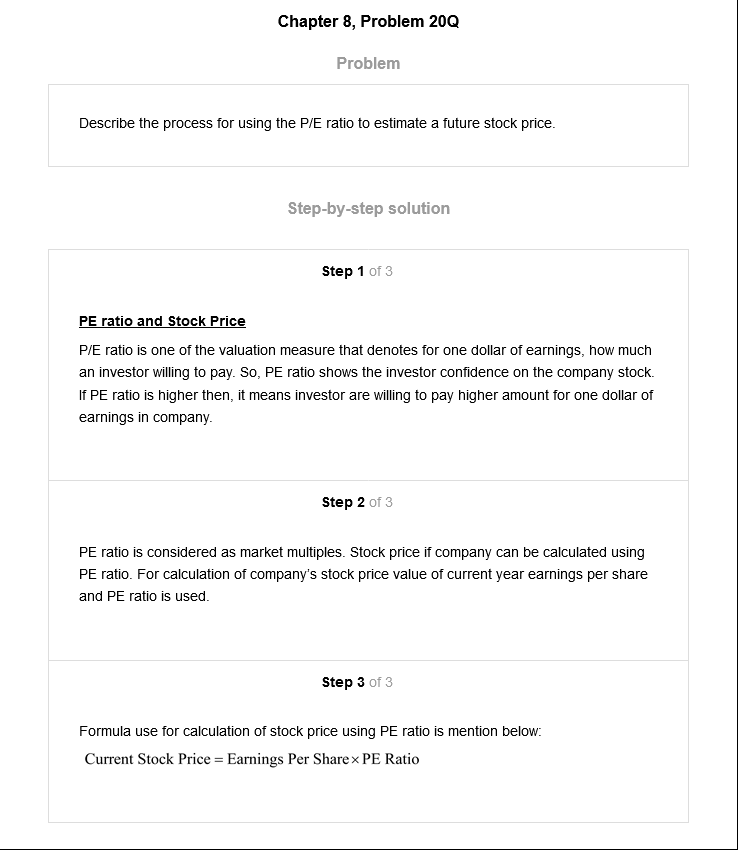 Chapter 8, Problem 20Q
Problem
Describe the process for using the P/E ratio to estimate a future stock price.
Step-by-step solution
Step 1 of 3
PE ratio and Stock Price
P/E ratio is one of the valuation measure that denotes for one dollar of earnings, how much
an investor willing to pay. So, PE ratio shows the investor confidence on the company stock.
If PE ratio is higher then, it means investor are willing to pay higher amount for one dollar of
earnings in company.
Step 2 of 3
PE ratio is considered as market multiples. Stock price if company can be calculated using
PE ratio. For calculation of company's stock price value of current year earnings per share
and PE ratio is used.
Step 3 of 3
Formula use for calculation of stock price using PE ratio is mention below:
Current Stock Price = Earnings Per Share × PE Ratio